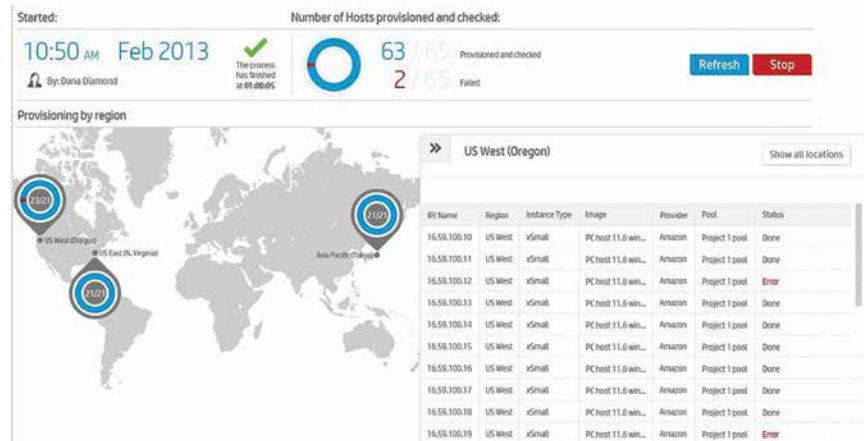 Started:
Number of Hosts provisioned and checked:
10:50 AM Feb 2013
The process
has finished
at 01:00:05
By: Dana Diamond
63 / 65 Provisioned and checked
2 / 65 Failed
Refresh
Stop
Provisioning by region
23/23
US West (Oregon)
US East (N. Virginia)
21/21
21/21
Asia Pacific (Tokyo)
» US West (Oregon)
Show all locations
IP/ Name Region Instance Type Image Provider Pool Status
16.59.100.10 US West xSmall PC host 11.6 win... Amazon Project 1 pool Done
16.59.100.11 US West xSmall PC host 11.6 win... Amazon Project 1 pool Done
16.59.100.12 US West xSmall PC host 11.6 win... Amazon Project 1 pool Error
16.59.100.13 US West xSmall PC host 11.6 win... Amazon Project 1 pool Done
16.59.100.14 US West xSmall PC host 11.6 win... Amazon Project 1 pool Done
16.59.100.15 US West xSmall PC host 11.6 win... Amazon Project 1 pool Done
16.59.100.16 US West xSmall PC host 11.6 win... Amazon Project 1 pool Done
16.59.100.17 US West xSmall PC host 11.6 win... Amazon Project 1 pool Done
16.59.100.18 US West xSmall PC host 11.6 win... Amazon Project 1 pool Done
16.59.100.19 US West xSmall PC host 11.6 win... Amazon Project 1 pool Error